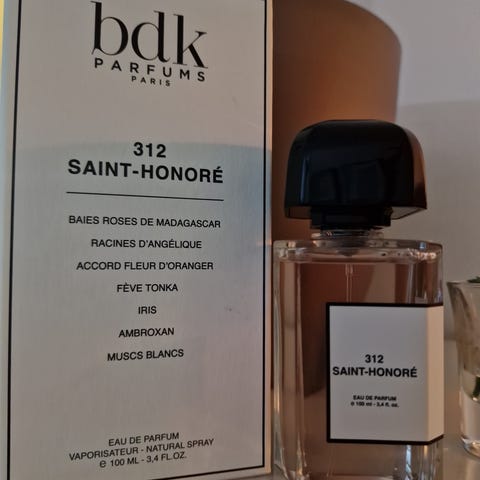 bdk
PARFUMS
PARIS
312
SAINT-HONORÉ
BAIES ROSES DE MADAGASCAR
RACINES D'ANGÉLIQUE
ACCORD FLEUR D'ORANGER
FÈVE TONKA
IRIS
AMBROXAN
MUSCS BLANCS
EAU DE PARFUM
VAPORISATEUR - NATURAL SPRAY
℮ 100 ML - 3,4 FL.OZ.
312
SAINT-HONORÉ
EAU DE PARFUM
℮ 100 ml - 3,4 fl. oz.